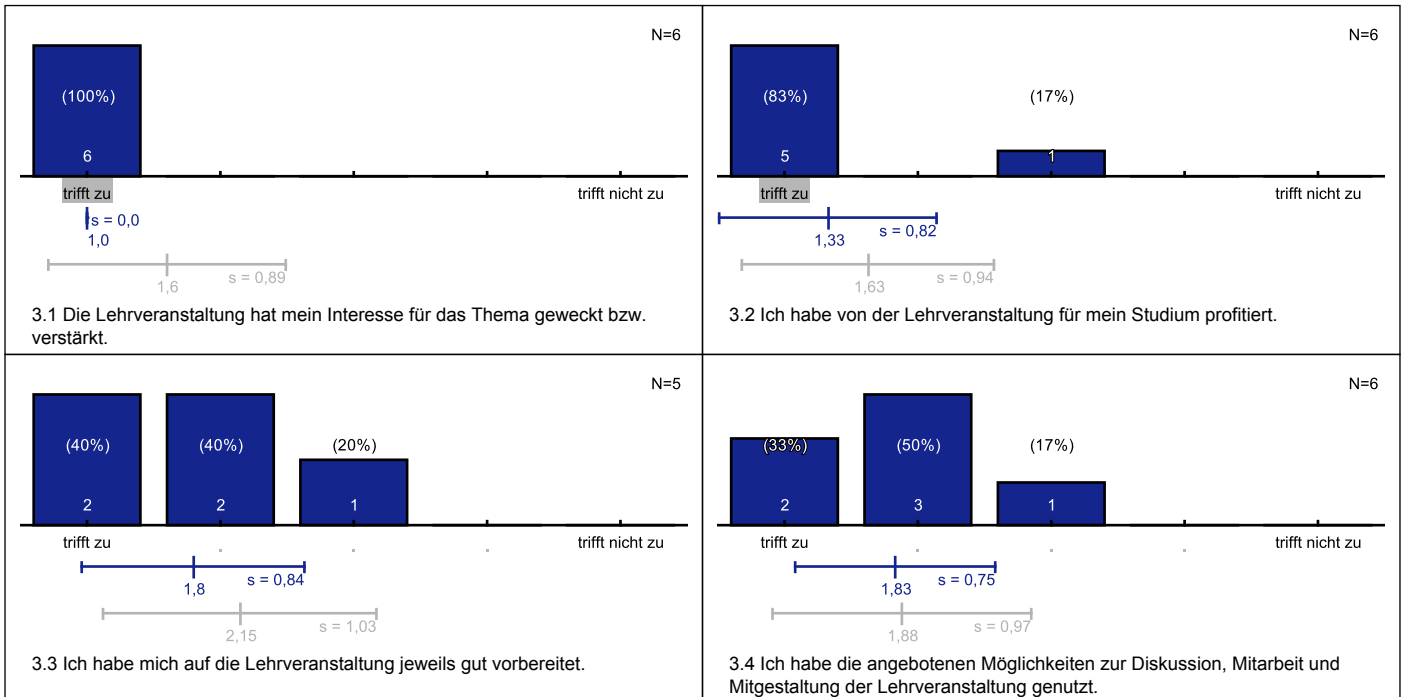 N=6
(100%)
6
trifft zu
trifft nicht zu
s = 0,0
1,0
s = 0,89
1,6
3.1 Die Lehrveranstaltung hat mein Interesse für das Thema geweckt bzw.
verstärkt.
N=6
(83%)
(17%)
5
1
trifft zu
trifft nicht zu
s = 0,82
1,33
s = 0,94
1,63
3.2 Ich habe von der Lehrveranstaltung für mein Studium profitiert.
N=5
(40%)
(40%)
(20%)
2
2
1
trifft zu
trifft nicht zu
s = 0,84
1,8
s = 1,03
2,15
3.3 Ich habe mich auf die Lehrveranstaltung jeweils gut vorbereitet.
N=6
(33%)
(50%)
(17%)
2
3
1
trifft zu
trifft nicht zu
s = 0,75
1,83
s = 0,97
1,88
3.4 Ich habe die angebotenen Möglichkeiten zur Diskussion, Mitarbeit und
Mitgestaltung der Lehrveranstaltung genutzt.